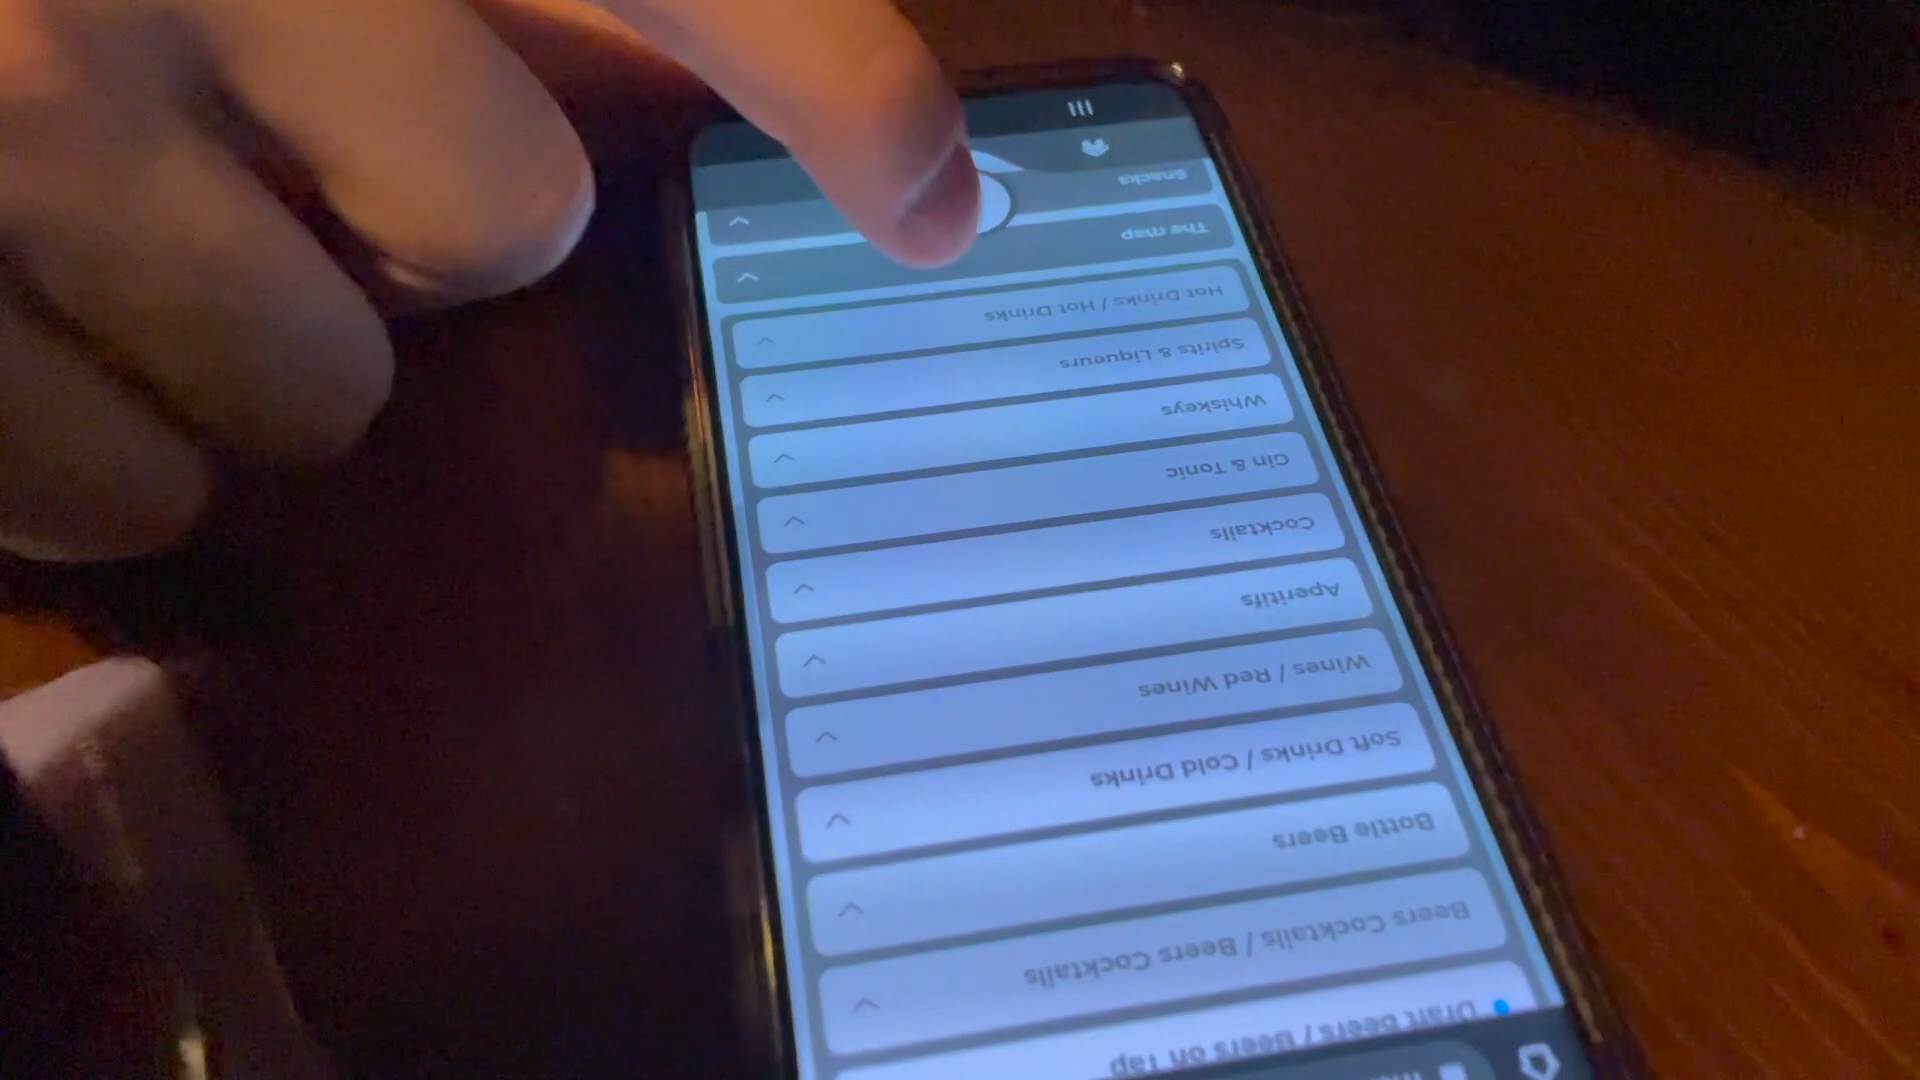 Draft Beers / Beers on Tap
Beers Cocktails / Beers Cocktails
Bottle Beers
Soft Drinks / Cold Drinks
Wines / Red Wines
Aperitifs
Cocktails
Gin & Tonic
Whiskeys
Spirits & Liqueurs
Hot Drinks / Hot Drinks
The map
Snacks